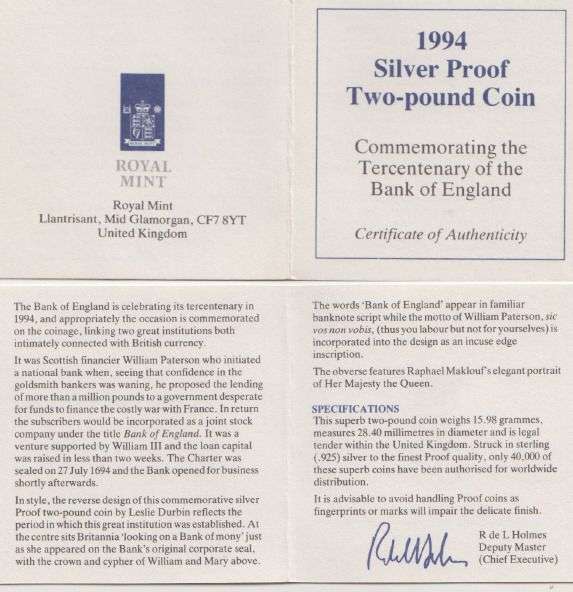 ROYAL
MINT
Royal Mint
Llantrisant, Mid Glamorgan, CF7 8YT
United Kingdom
1994
Silver Proof
Two-pound Coin
Commemorating the
Tercentenary of the
Bank of England
Certificate of Authenticity
The Bank of England is celebrating its tercentenary in
1994, and appropriately the occasion is commemorated
on the coinage, linking two great institutions both
intimately connected with British currency.
It was Scottish financier William Paterson who initiated
a national bank when, seeing that confidence in the
goldsmith bankers was waning, he proposed the lending
of more than a million pounds to a government desperate
for funds to finance the costly war with France. In return
the subscribers would be incorporated as a joint stock
company under the title Bank of England. It was a
venture supported by William III and the loan capital
was raised in less than two weeks. The Charter was
sealed on 27 July 1694 and the Bank opened for business
shortly afterwards.
In style, the reverse design of this commemorative silver
Proof two-pound coin by Leslie Durbin reflects the
period in which this great institution was established. At
the centre sits Britannia 'looking on a Bank of mony' just
as she appeared on the Bank's original corporate seal,
with the crown and cypher of William and Mary above.
The words 'Bank of England' appear in familiar
banknote script while the motto of William Paterson, sic
vos non vobis, (thus you labour but not for yourselves) is
incorporated into the design as an incuse edge
inscription.
The obverse features Raphael Maklouf's elegant portrait
of Her Majesty the Queen.
SPECIFICATIONS
This superb two-pound coin weighs 15.98 grammes,
measures 28.40 millimetres in diameter and is legal
tender within the United Kingdom. Struck in sterling
(.925) silver to the finest Proof quality, only 40,000 of
these superb coins have been authorised for worldwide
distribution.
It is advisable to avoid handling Proof coins as
fingerprints or marks will impair the delicate finish.
R de L Holmes
Deputy Master
(Chief Executive)